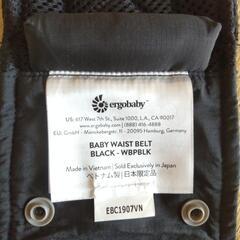 ergobaby
US: 617 West 7th St., Suite 1000, L.A., CA 90017
www.ergobaby.com / (888) 416-4888
EU: GmbH - Mönckebergstr. 11 - 20095 Hamburg, Germany
BABY WAIST BELT
BLACK - WBPBLK
Made in Vietnam | Sold Exclusively in Japan
ベトナム製 | 日本限定品
EBC1907VN